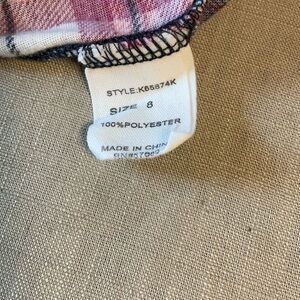 STYLE:K65874K
SIZE 8
100%POLYESTER
MADE IN CHIN